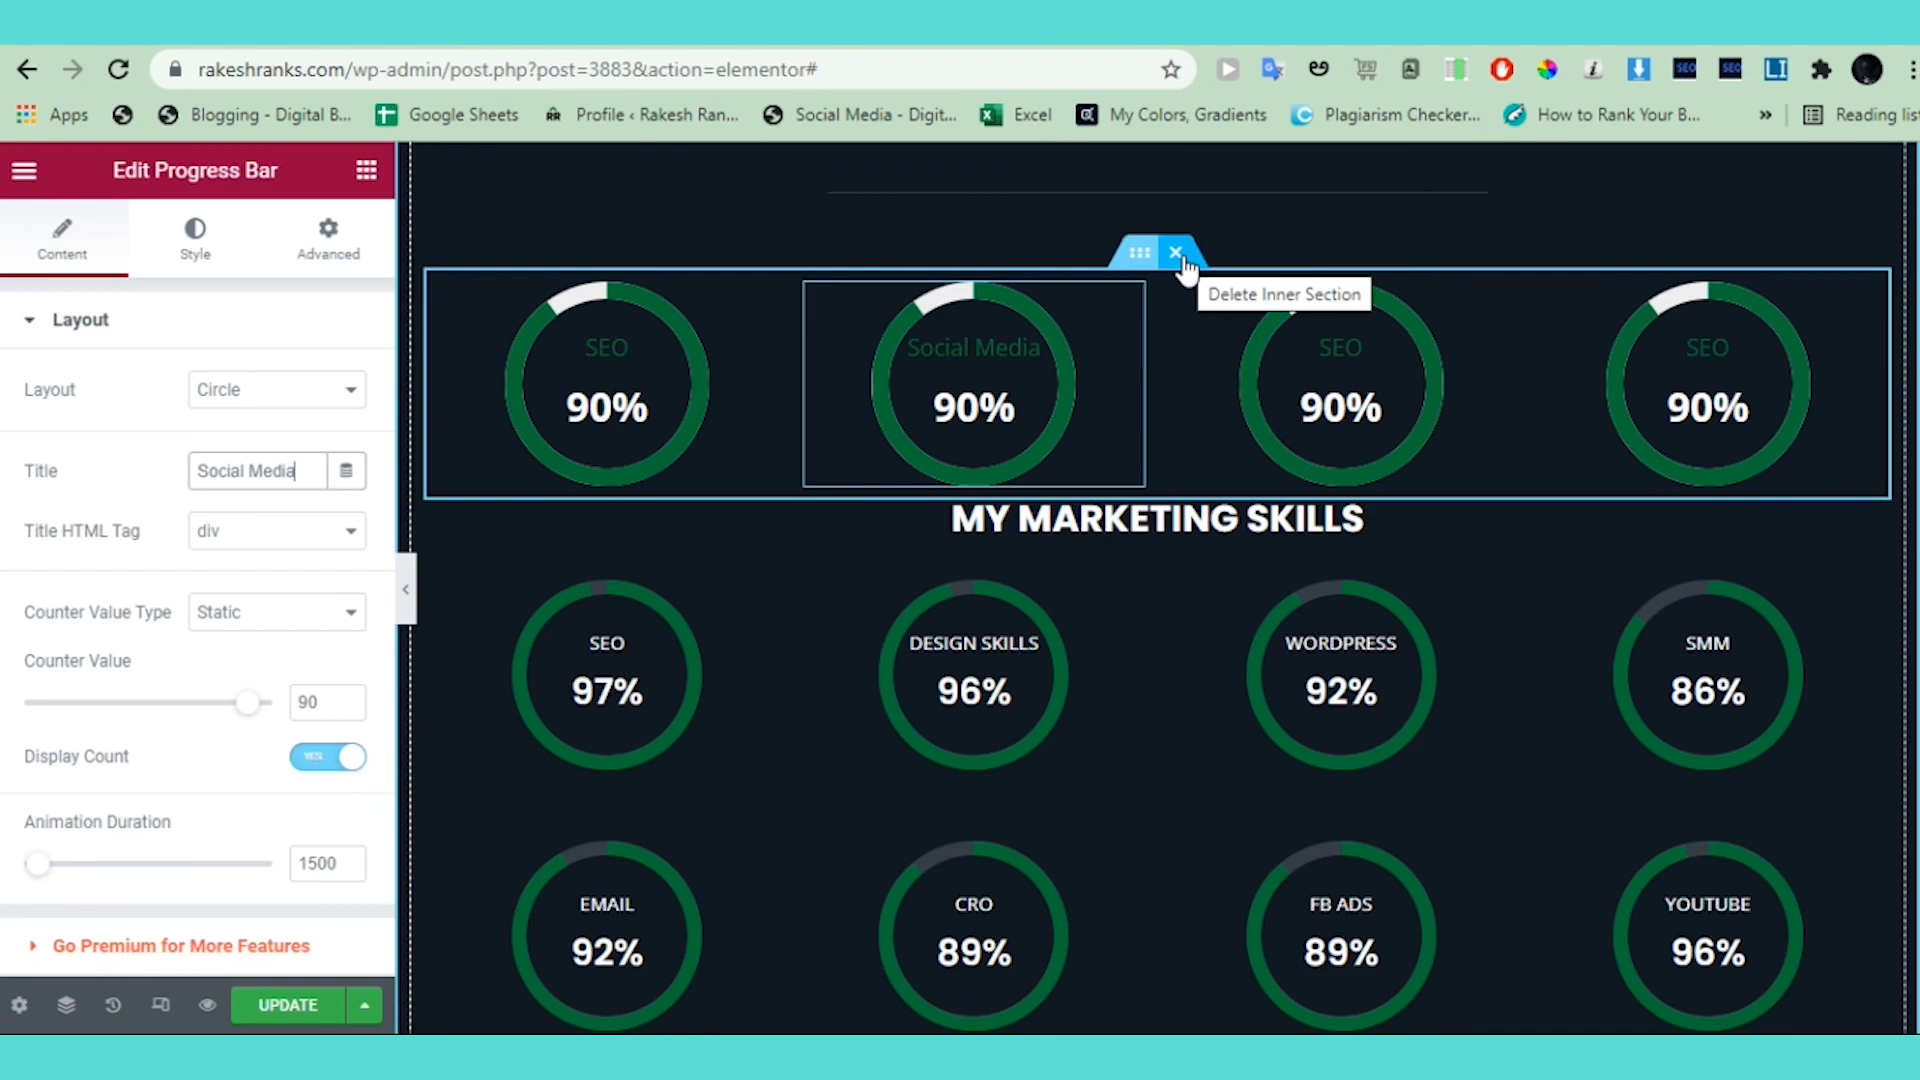 rakeshranks.com/wp-admin/post.php?post=3883&action=elementor#
Apps
Blogging - Digital B...
Google Sheets
Profile ‹ Rakesh Ran...
Social Media - Digit...
Excel
My Colors, Gradients
Plagiarism Checker...
How to Rank Your B...
»
Reading list
Edit Progress Bar
Content
Style
Advanced
Layout
Layout
Circle
Title
Social Media
Title HTML Tag
div
Counter Value Type
Static
Counter Value
90
Display Count
YES
Animation Duration
1500
Go Premium for More Features
UPDATE
Delete Inner Section
SEO
90%
Social Media
90%
SEO
90%
SEO
90%
MY MARKETING SKILLS
SEO
97%
DESIGN SKILLS
96%
WORDPRESS
92%
SMM
86%
EMAIL
92%
CRO
89%
FB ADS
89%
YOUTUBE
96%